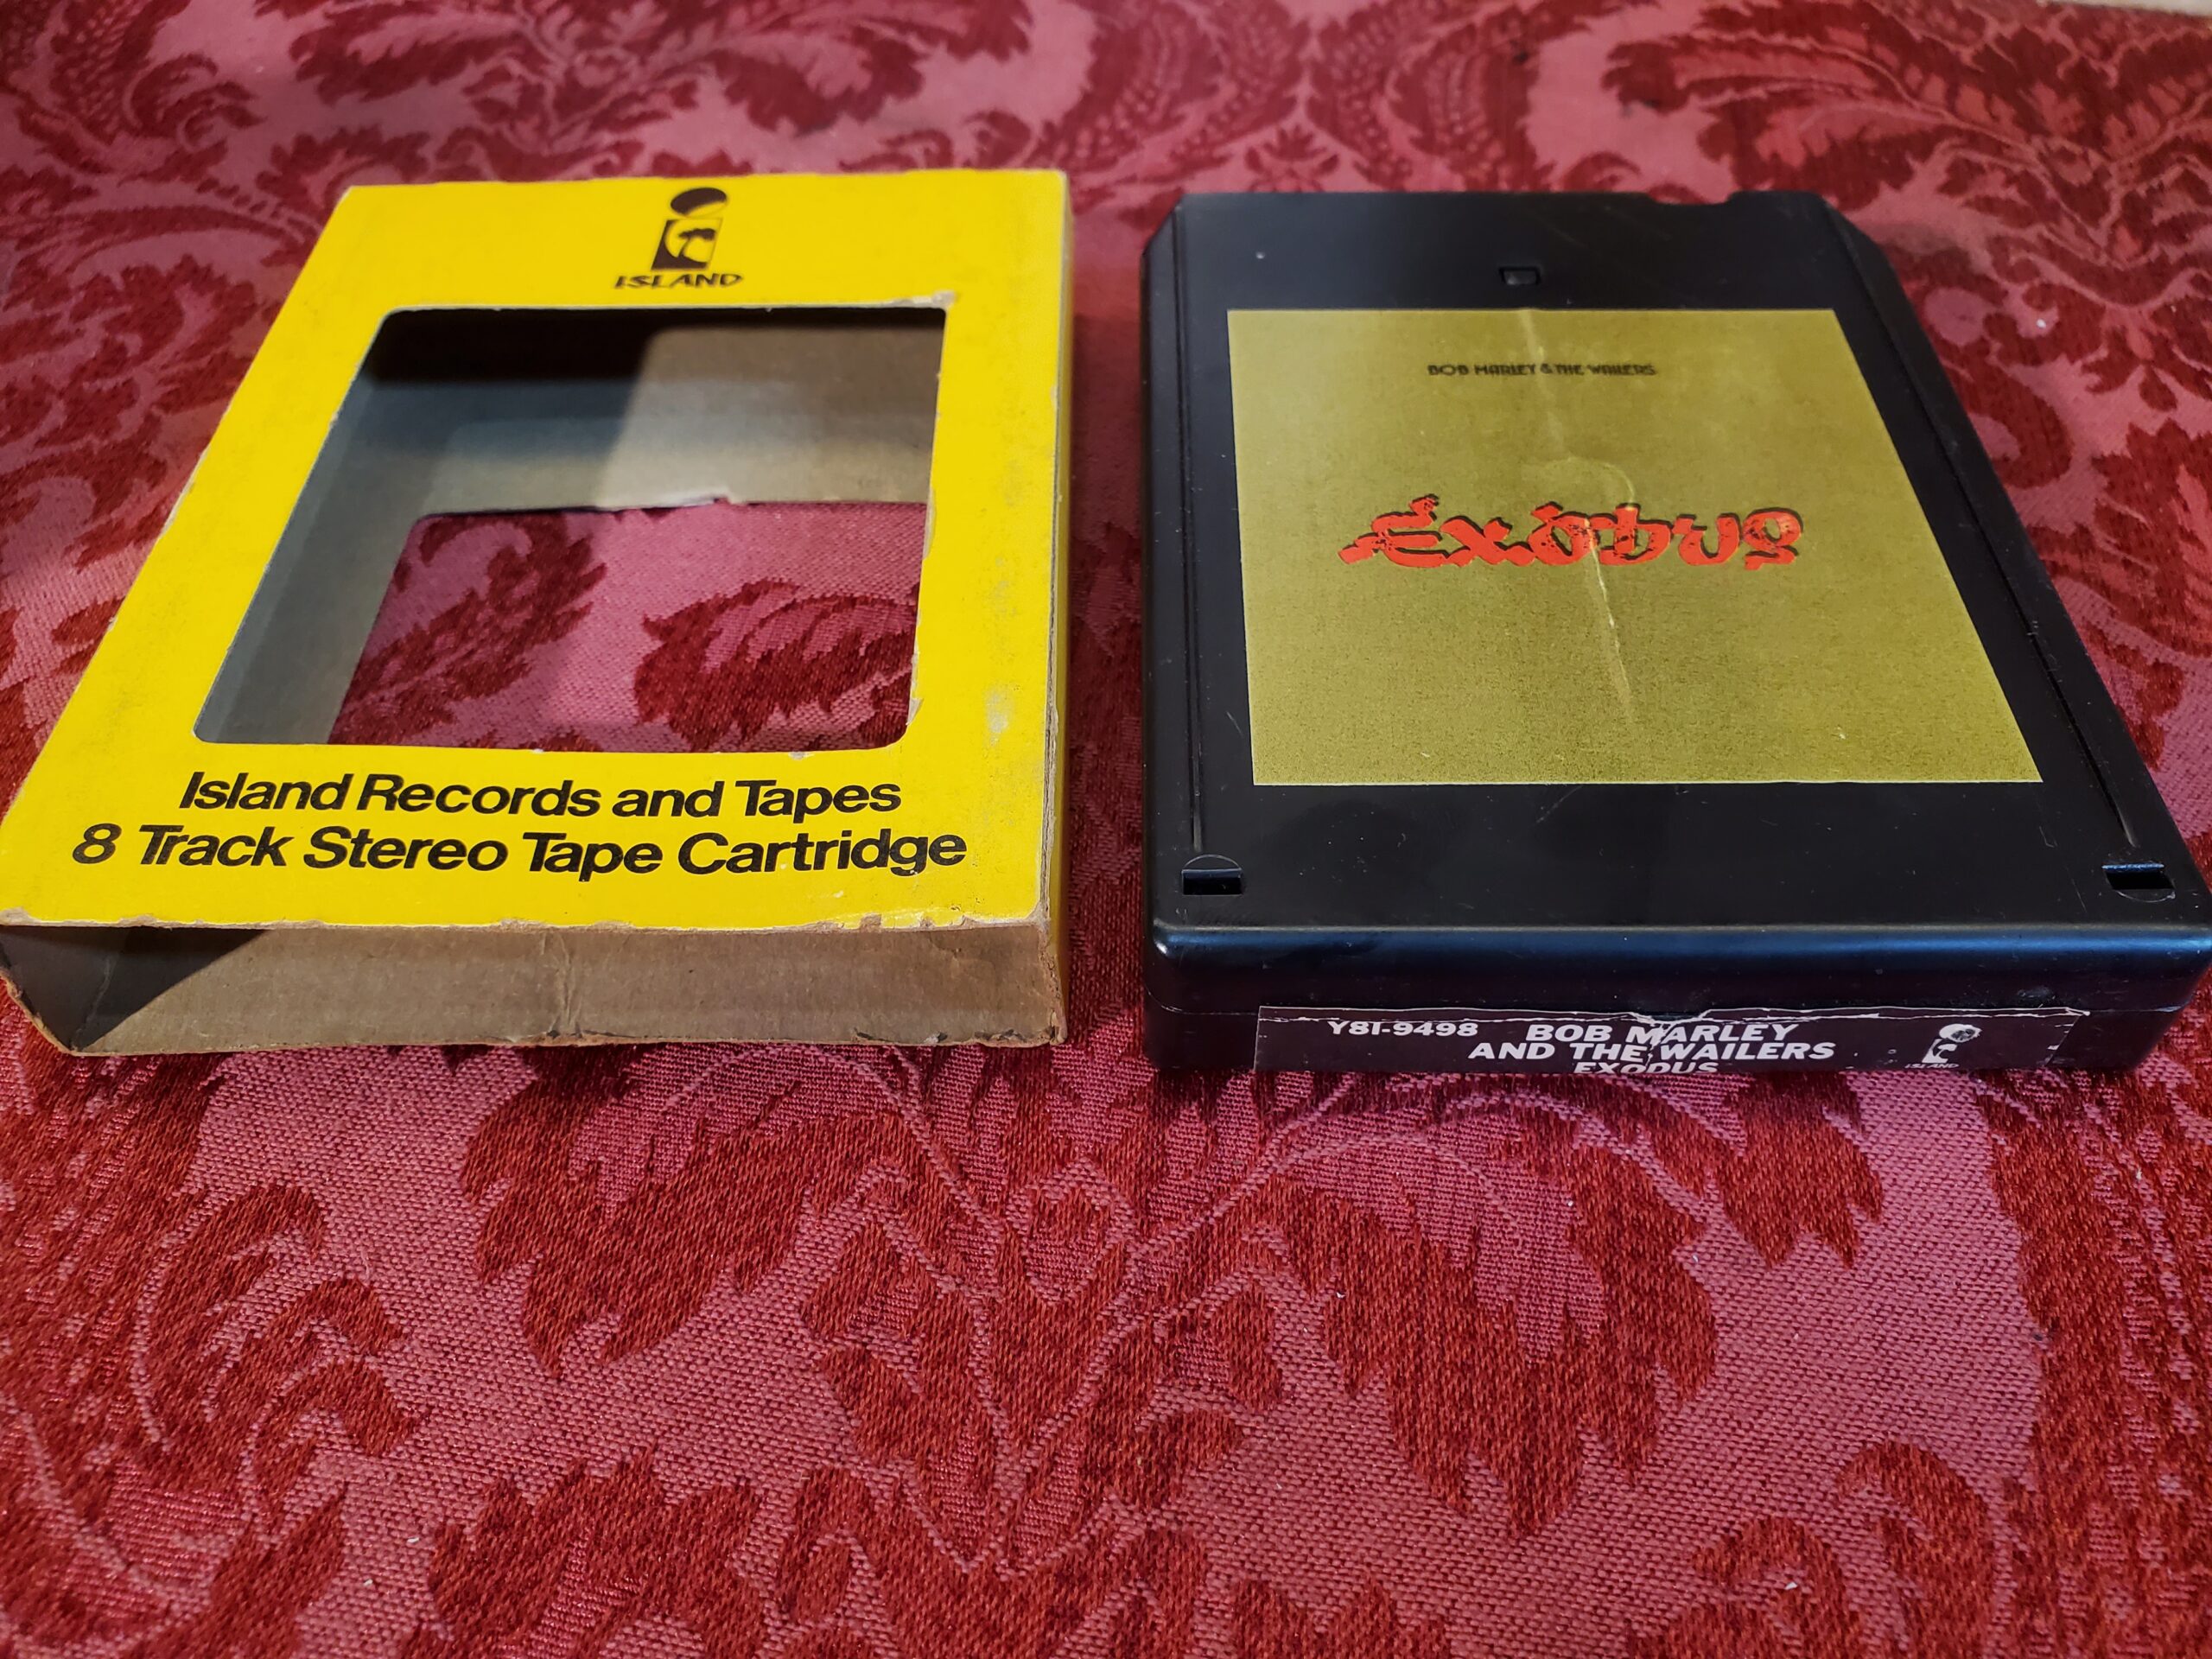 ISLAND
Island Records and Tapes
8 Track Stereo Tape Cartridge
BOB MARLEY & THE WAILERS
Exodus
Y8I-9498
BOB MARLEY
AND THE WAILERS
EXODUS
ISLAND